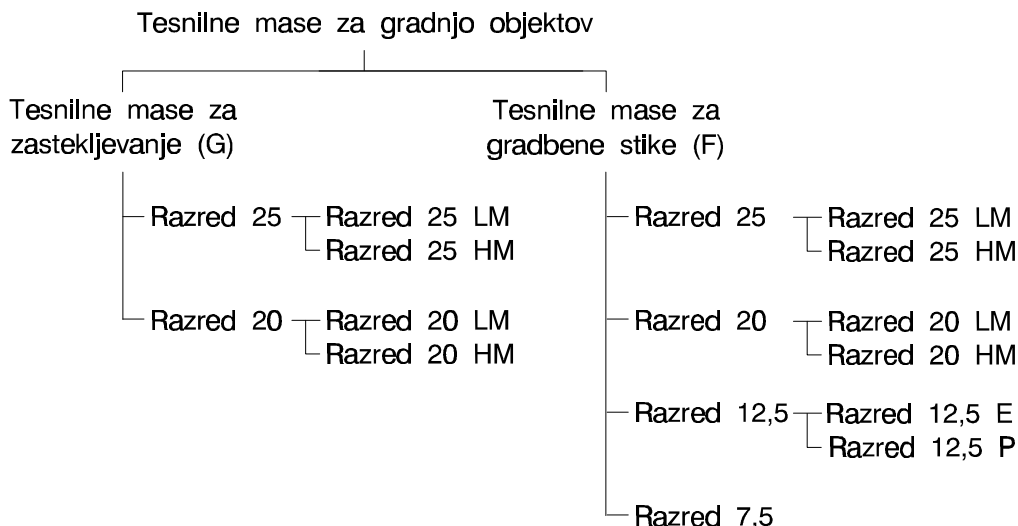 Tesnilne mase za gradnjo objektov
Tesnilne mase za
zastekljevanje (G)
Razred 25
Razred 25 LM
Razred 25 HM
Razred 20
Razred 20 LM
Razred 20 HM
Tesnilne mase za
gradbene stike (F)
Razred 25
Razred 25 LM
Razred 25 HM
Razred 20
Razred 20 LM
Razred 20 HM
Razred 12,5
Razred 12,5 E
Razred 12,5 P
Razred 7,5